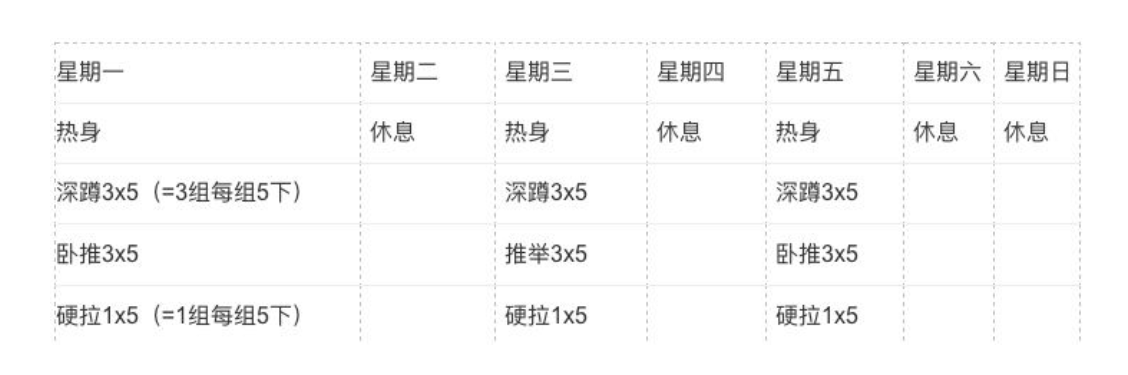 星期一 星期二 星期三 星期四 星期五 星期六 星期日
热身 休息 热身 休息 热身 休息 休息
深蹲3x5（=3组每组5下） 深蹲3x5 深蹲3x5
卧推3x5 推举3x5 卧推3x5
硬拉1x5（=1组每组5下） 硬拉1x5 硬拉1x5